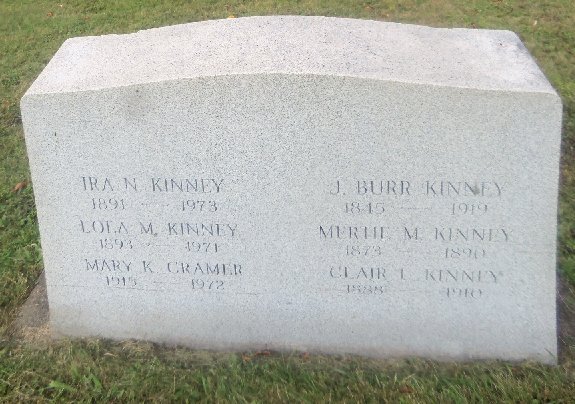 IRA N. KINNEY
1891 — 1973
LOLA M. KINNEY
1893 — 1971
MARY K. CRAMER
1915 — 1972
J. BURR KINNEY
1845 — 1919
MERTIE M. KINNEY
1873 — 1890
CLAIR L. KINNEY
1888 — 1910